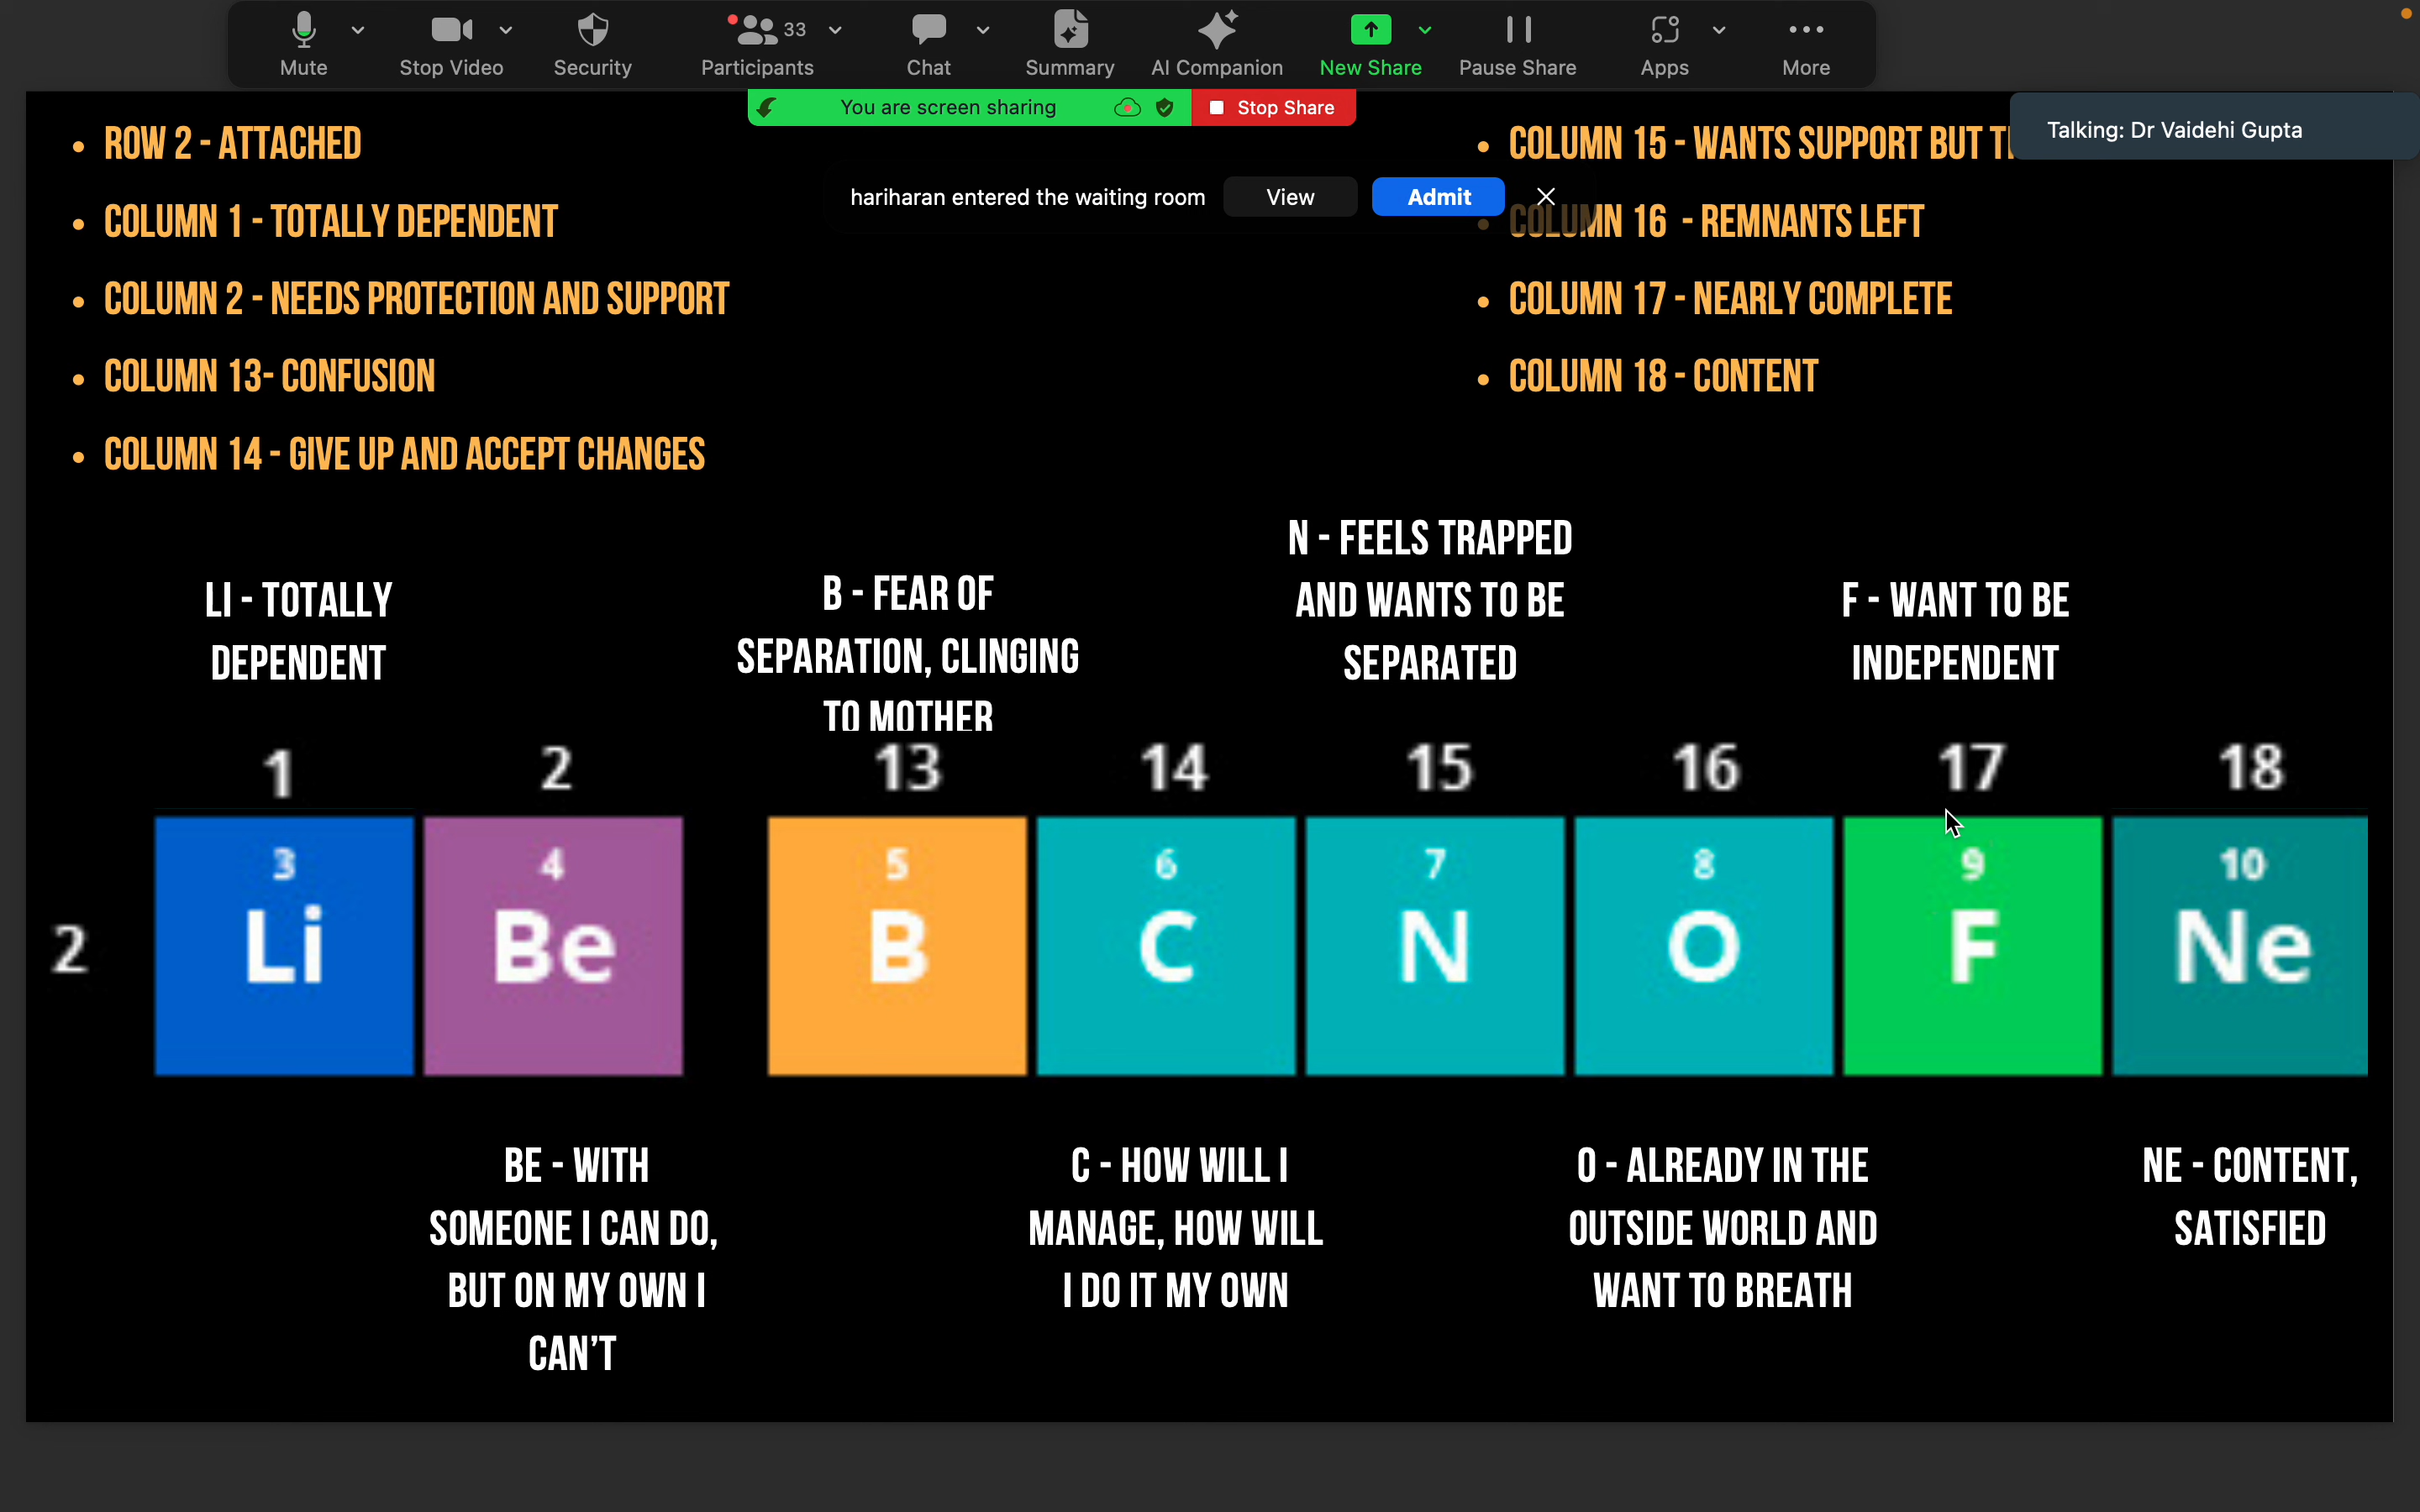 Mute
Stop Video
Security
33
Participants
Chat
Summary
AI Companion
New Share
Pause Share
Apps
More
You are screen sharing
Stop Share
Talking: Dr Vaidehi Gupta
hariharan entered the waiting room
View
Admit
ROW 2 - ATTACHED
COLUMN 1 - TOTALLY DEPENDENT
COLUMN 2 - NEEDS PROTECTION AND SUPPORT
COLUMN 13- CONFUSION
COLUMN 14 - GIVE UP AND ACCEPT CHANGES
COLUMN 15 - WANTS SUPPORT BUT
COLUMN 16 - REMNANTS LEFT
COLUMN 17 - NEARLY COMPLETE
COLUMN 18 - CONTENT
LI - TOTALLY
DEPENDENT
B - FEAR OF
SEPARATION, CLINGING
TO MOTHER
N - FEELS TRAPPED
AND WANTS TO BE
SEPARATED
F - WANT TO BE
INDEPENDENT
1 2 13 14 15 16 17 18
3 4 5 6 7 8 9 10
2 Li Be B C N O F Ne
BE - WITH
SOMEONE I CAN DO,
BUT ON MY OWN I
CAN'T
C - HOW WILL I
MANAGE, HOW WILL
I DO IT MY OWN
O - ALREADY IN THE
OUTSIDE WORLD AND
WANT TO BREATH
NE - CONTENT,
SATISFIED